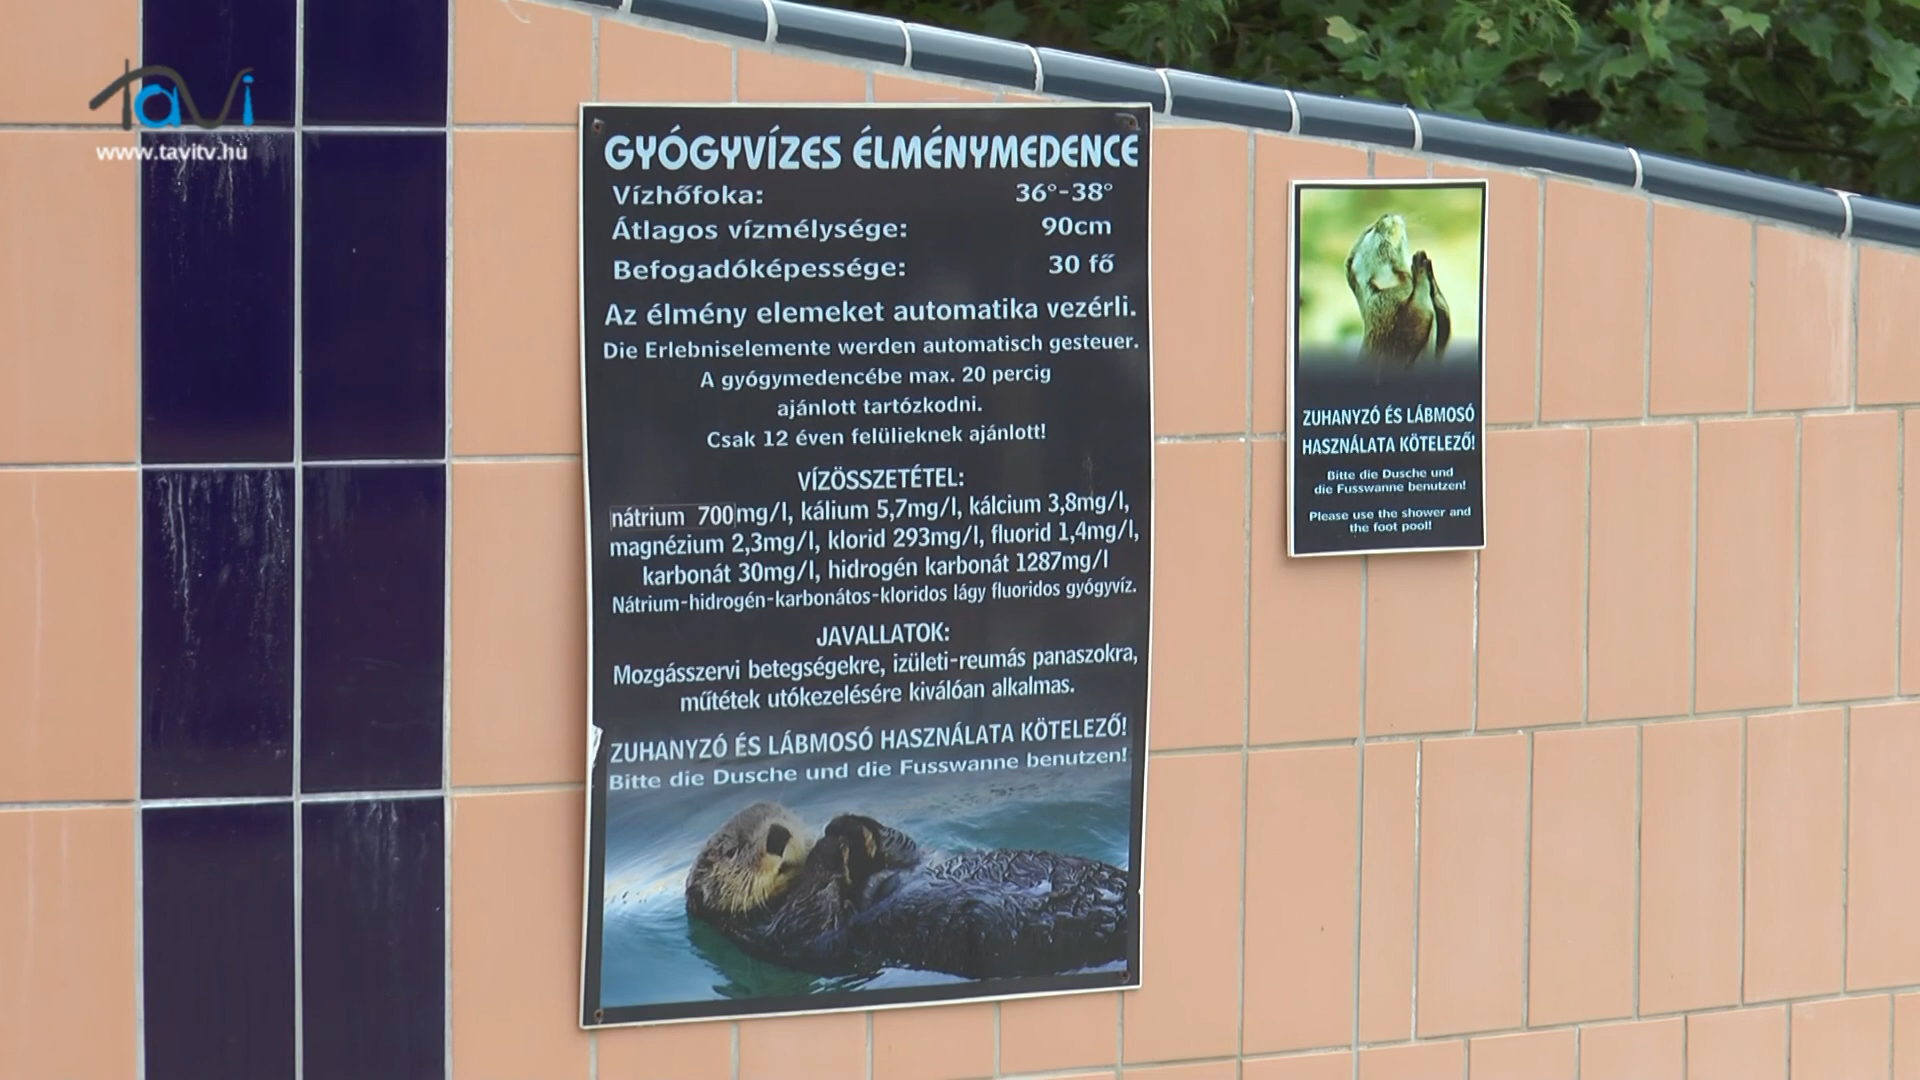 tavi
www.tavitv.hu
GYÓGYVÍZES ÉLMÉNYMEDENCE
Vízhőfoka: 36°-38°
Átlagos vízmélysége: 90cm
Befogadóképessége: 30 fő
Az élmény elemeket automatika vezérli.
Die Erlebniselemente werden automatisch gesteuer.
A gyógymedencébe max. 20 percig
ajánlott tartózkodni.
Csak 12 éven felülieknek ajánlott!
VÍZÖSSZETÉTEL:
nátrium 700mg/l, kálium 5,7mg/l, kálcium 3,8mg/l,
magnézium 2,3mg/l, klorid 293mg/l, fluorid 1,4mg/l,
karbonát 30mg/l, hidrogén karbonát 1287mg/l
Nátrium-hidrogén-karbonátos-kloridos lágy fluoridos gyógyvíz.
JAVALLATOK:
Mozgásszervi betegségekre, izületi-reumás panaszokra,
műtétek utókezelésére kiválóan alkalmas.
ZUHANYZÓ ÉS LÁBMOSÓ HASZNÁLATA KÖTELEZŐ!
Bitte die Dusche und die Fusswanne benutzen!
ZUHANYZÓ ÉS LÁBMOSÓ
HASZNÁLATA KÖTELEZŐ!
Bitte die Dusche und
die Fusswanne benutzen!
Please use the shower and
the foot pool!